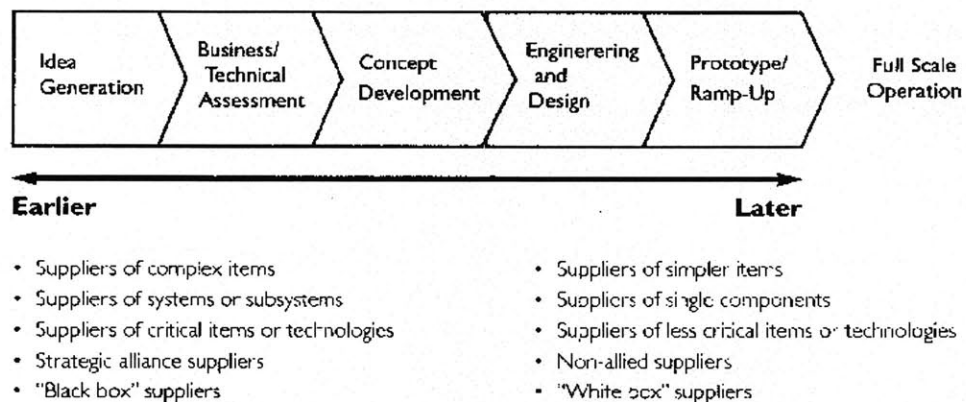 Idea
Generation
Business/
Technical
Assessment
Concept
Development
Enginerering
and
Design
Prototype/
Ramp-Up
Full Scale
Operation
Earlier
Later
• Suppliers of complex items
• Suppliers of systems or subsystems
• Suppliers of critical items or technologies
• Strategic alliance suppliers
• "Black box" suppliers
• Suppliers of simpler items
• Suppliers of single components
• Suppliers of less critical items or technologies
• Non-allied suppliers
• "White box" suppliers